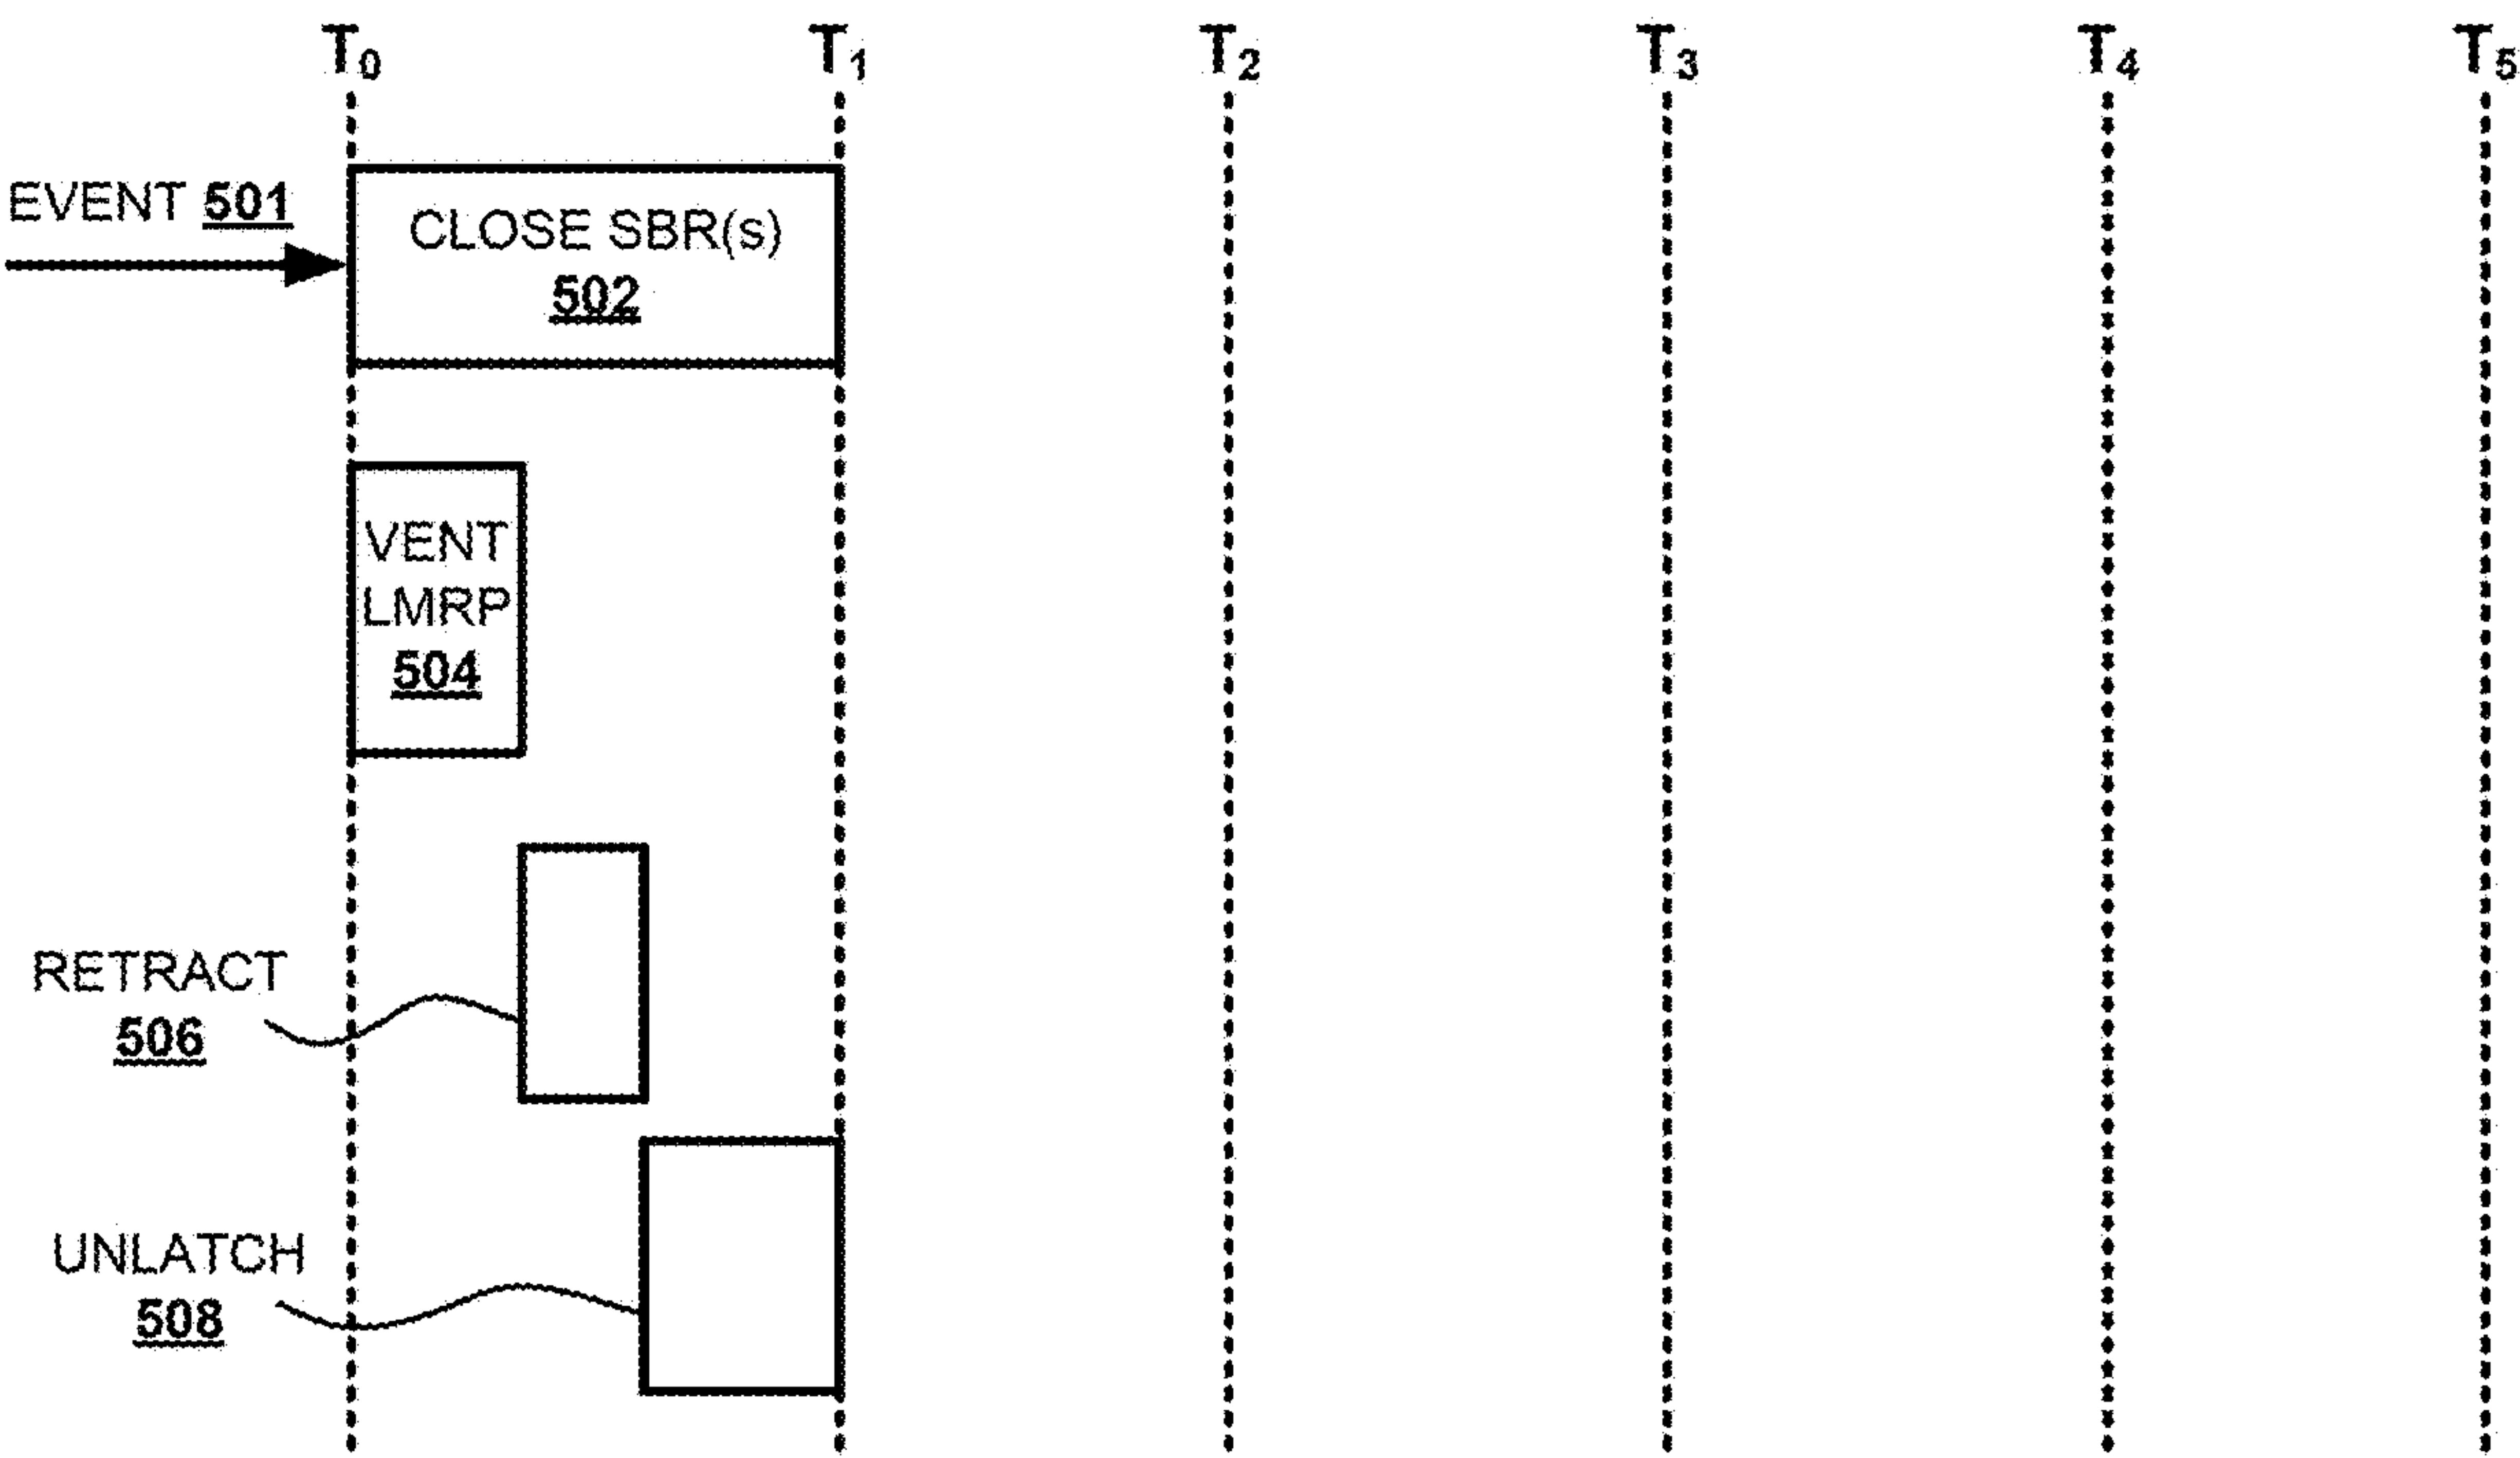 T0 T1 T2 T3 T4 T5
EVENT 501
CLOSE SBR(s)
502
VENT
LMRP
504
RETRACT
506
UNLATCH
508